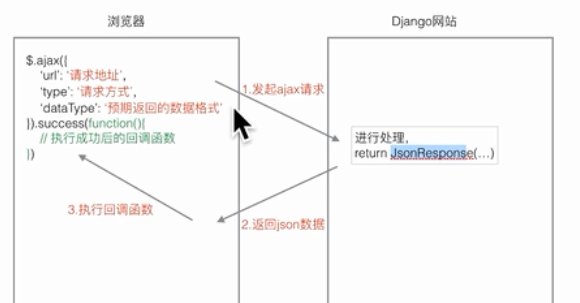 浏览器
Django网站
$.ajax({
'url': '请求地址',
'type': '请求方式',
'dataType': '预期返回的数据格式'
}).success(function(){
// 执行成功后的回调函数
})
1.发起ajax请求
进行处理,
return JsonResponse(...)
3.执行回调函数
2.返回json数据